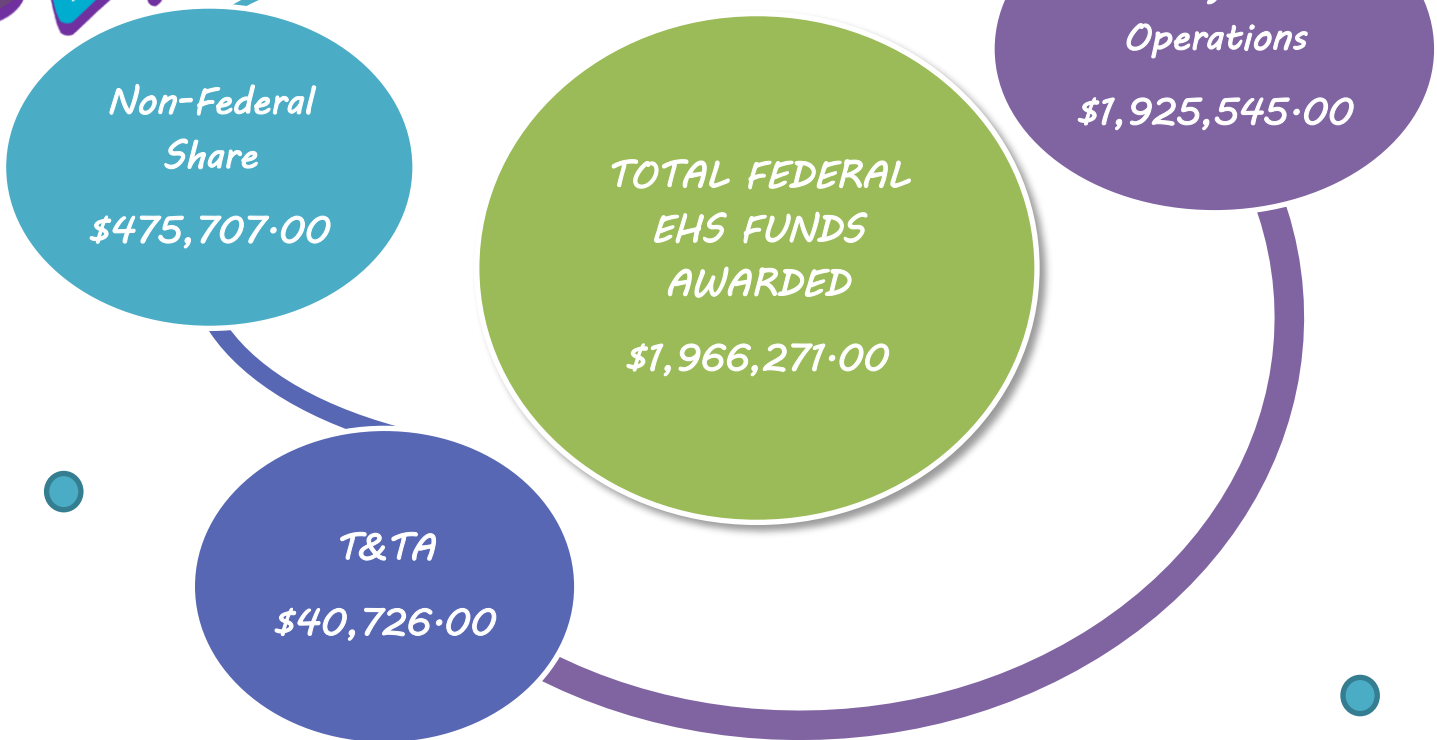 Non-Federal
Share
$475,707.00
TOTAL FEDERAL
EHS FUNDS
AWARDED
$1,966,271.00
Operations
$1,925,545.00
T&TA
$40,726.00